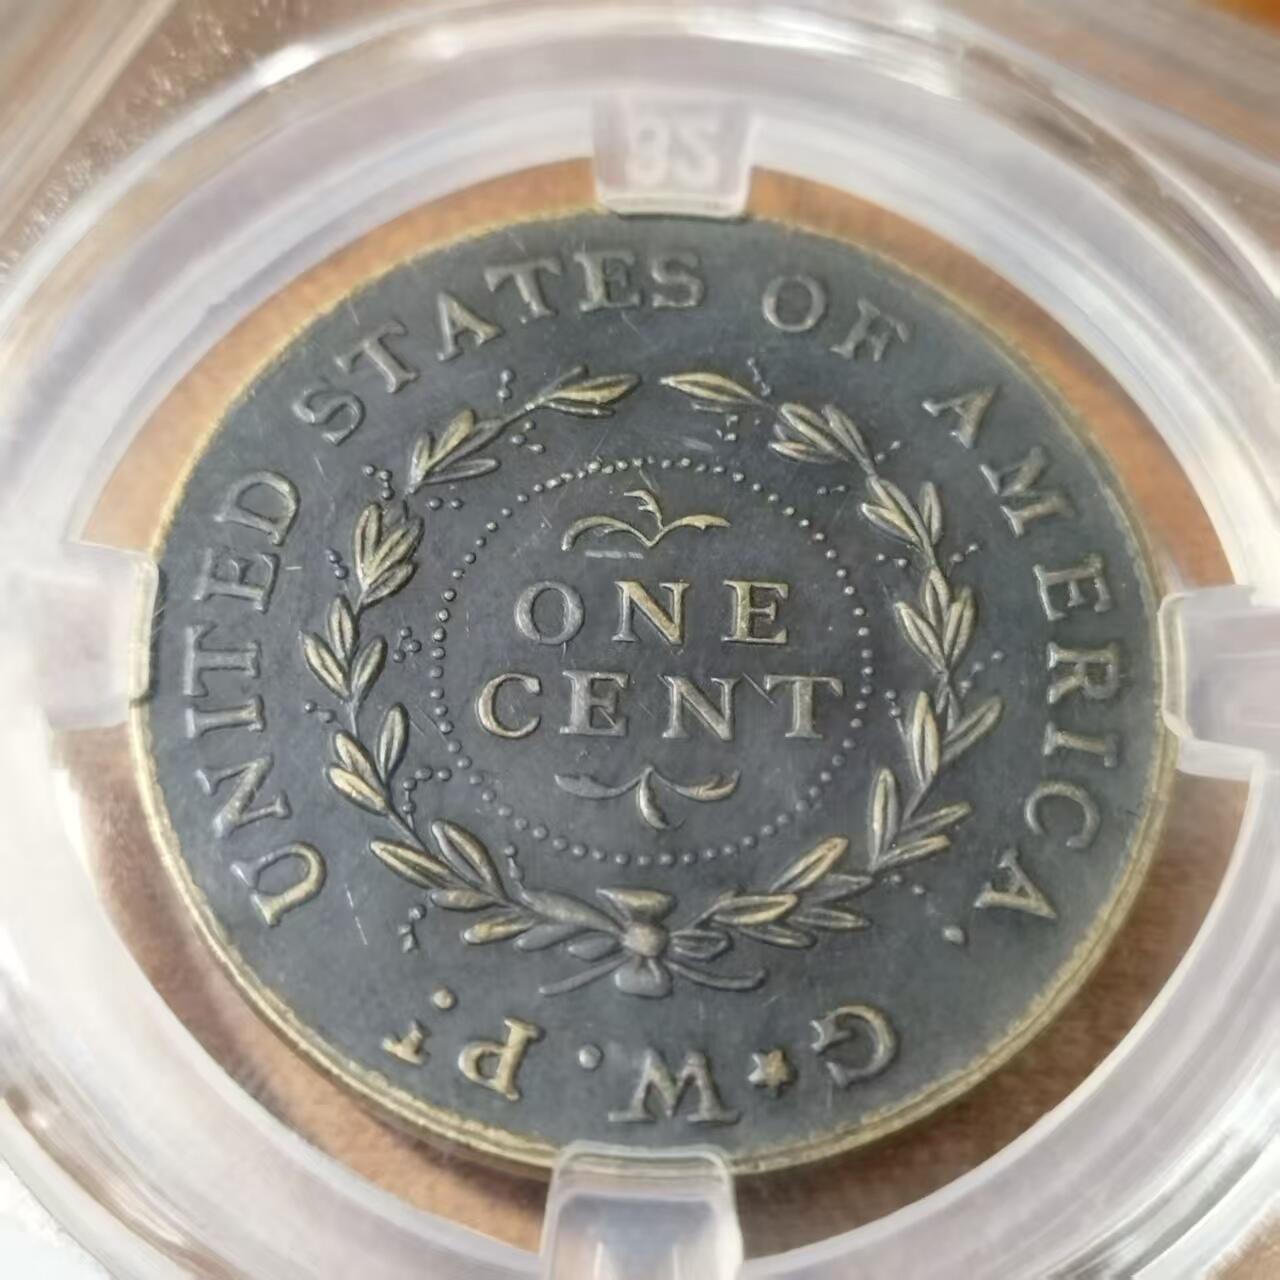 UNITED STATES OF AMERICA.
ONE
CENT
G★W.Pᵀ.